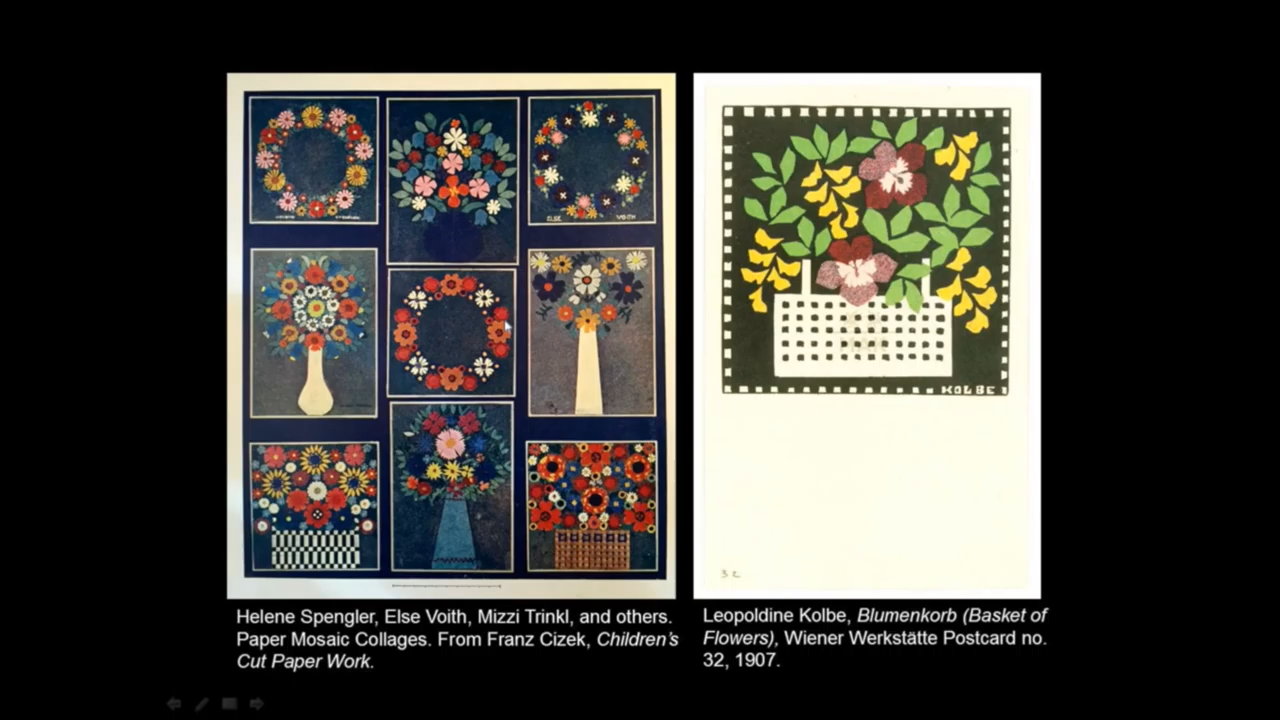 ELSE VOITH
KOLBE
32
Helene Spengler, Else Voith, Mizzi Trinkl, and others.
Paper Mosaic Collages. From Franz Cizek, Children's
Cut Paper Work.
Leopoldine Kolbe, Blumenkorb (Basket of
Flowers), Wiener Werkstätte Postcard no.
32, 1907.